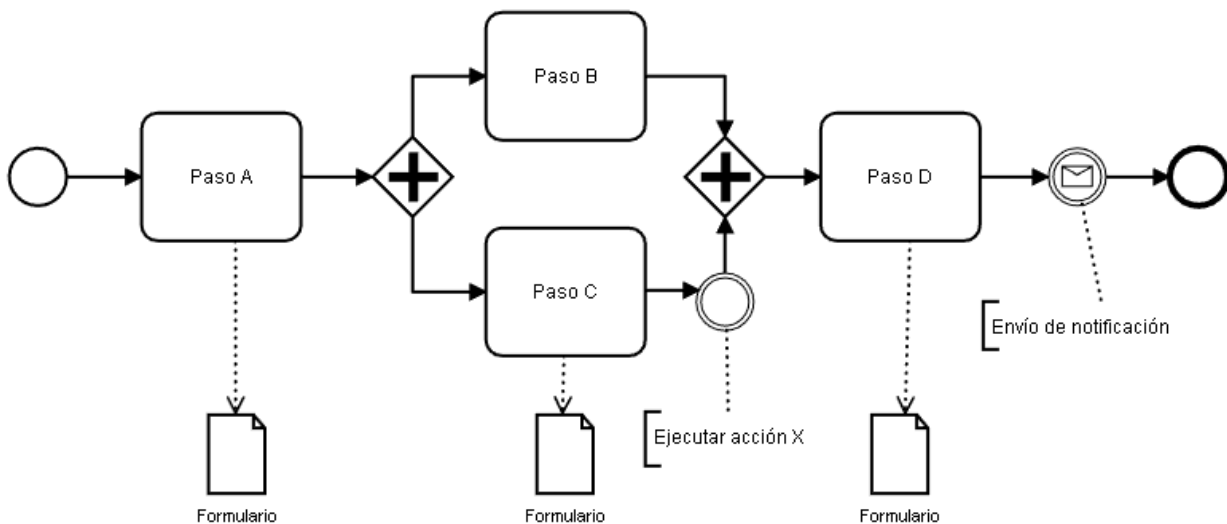 Paso B
Paso A
Paso D
Paso C
Envío de notificación
Ejecutar acción X
Formulario
Formulario
Formulario